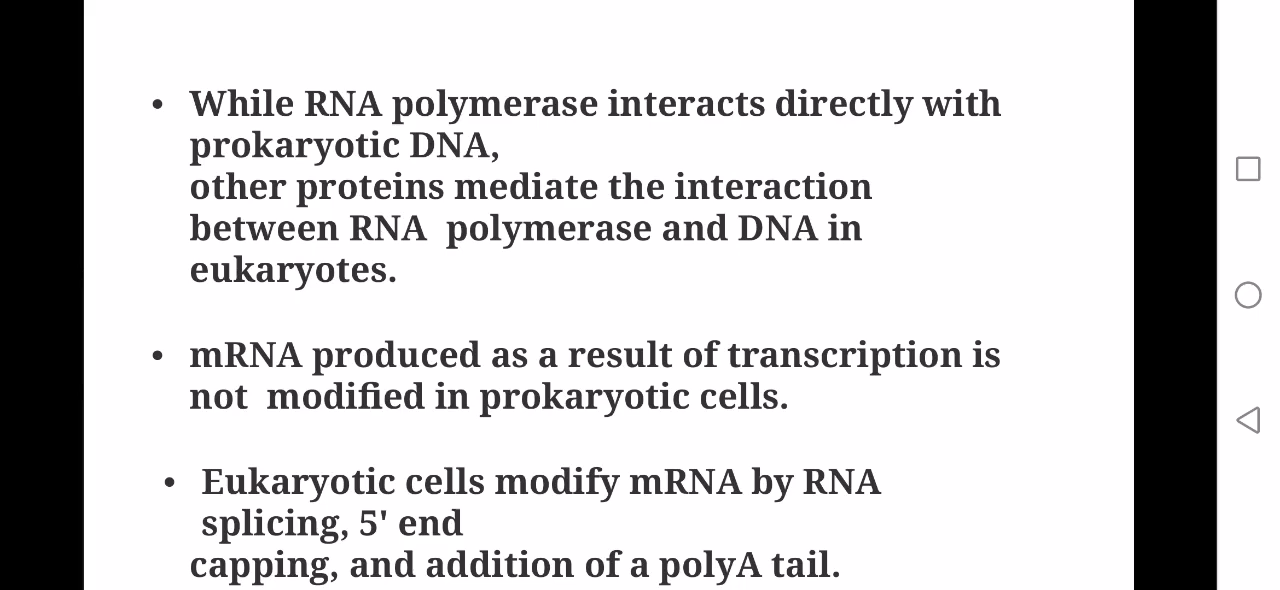 • While RNA polymerase interacts directly with
prokaryotic DNA,
other proteins mediate the interaction
between RNA  polymerase and DNA in
eukaryotes.
• mRNA produced as a result of transcription is
not  modified in prokaryotic cells.
• Eukaryotic cells modify mRNA by RNA
splicing, 5' end
capping, and addition of a polyA tail.